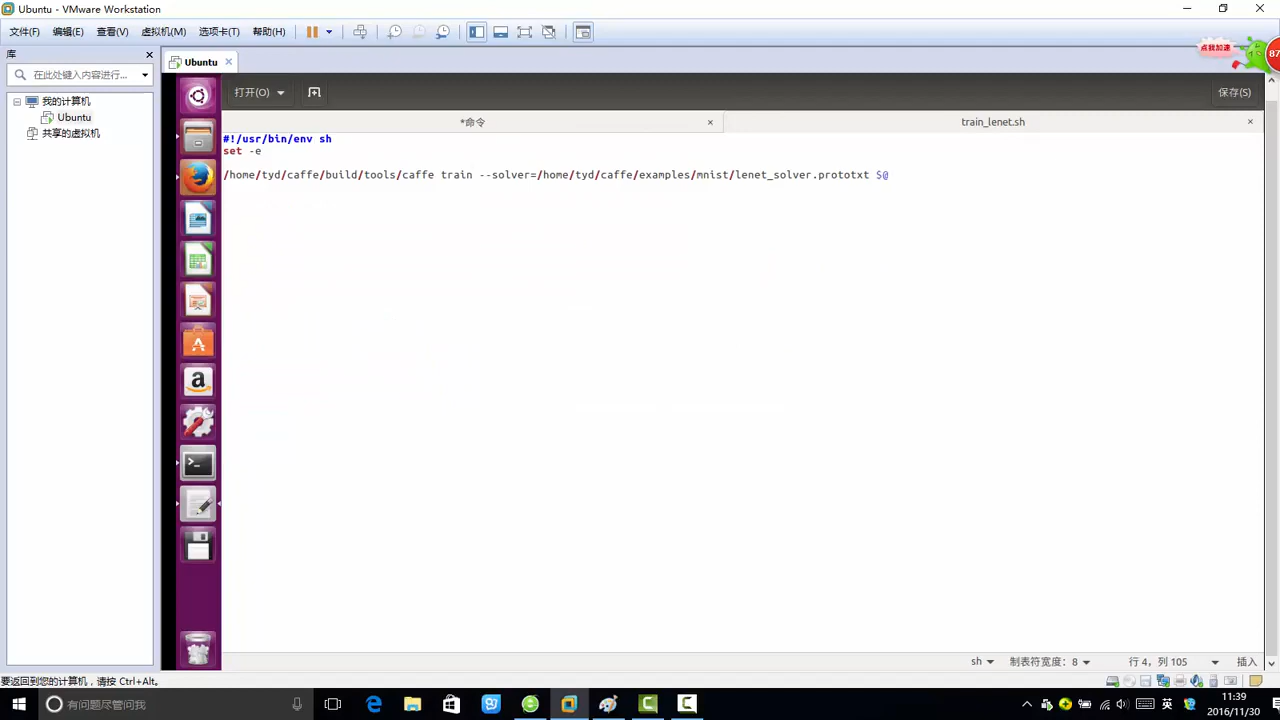 Ubuntu - VMware Workstation
文件(F) 编辑(E) 查看(V) 虚拟机(M) 选项卡(T) 帮助(H)
点我加速
87
库
Ubuntu
在此处键入内容进行...
打开(O)
保存(S)
我的计算机
Ubuntu
共享的虚拟机
*命令
train_lenet.sh
#!/usr/bin/env sh
set -e
/home/tyd/caffe/build/tools/caffe train --solver=/home/tyd/caffe/examples/mnist/lenet_solver.prototxt $@
sh
制表符宽度: 8
行 4, 列 105
插入
要返回到您的计算机, 请按 Ctrl+Alt。
有问题尽管问我
英
11:39
2016/11/30